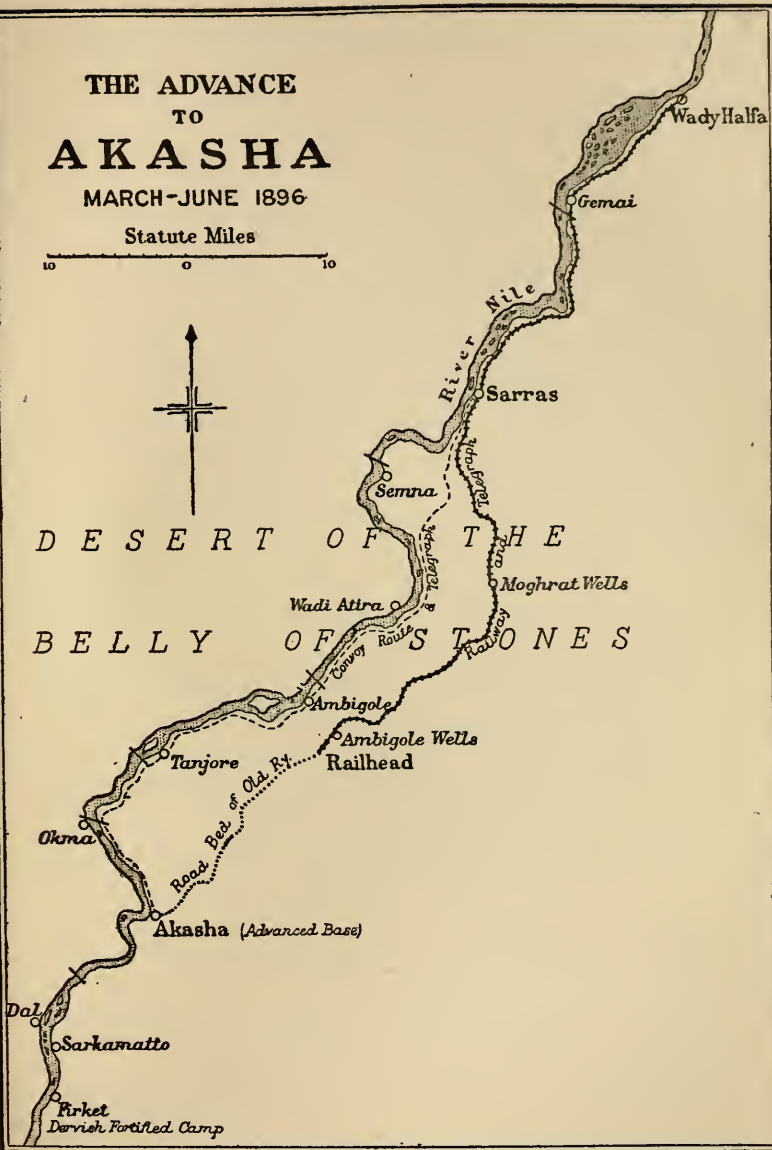 THE ADVANCE
TO
AKASHA
MARCH-JUNE 1896
Statute Miles
10 0 10
Wady Halfa
Gemai
River Nile
Sarras
Semna
Telegraph
and
Railway
DESERT OF THE
Moghrat Wells
Wadi Atira
Convoy Route & Telegraph
BELLY OF STONES
Ambigole
Ambigole Wells
Railhead
Tanjore
Road Bed of Old Ry.
Okma
Akasha (Advanced Base)
Dal
Sarkamatto
Firket
Dervish Fortified Camp